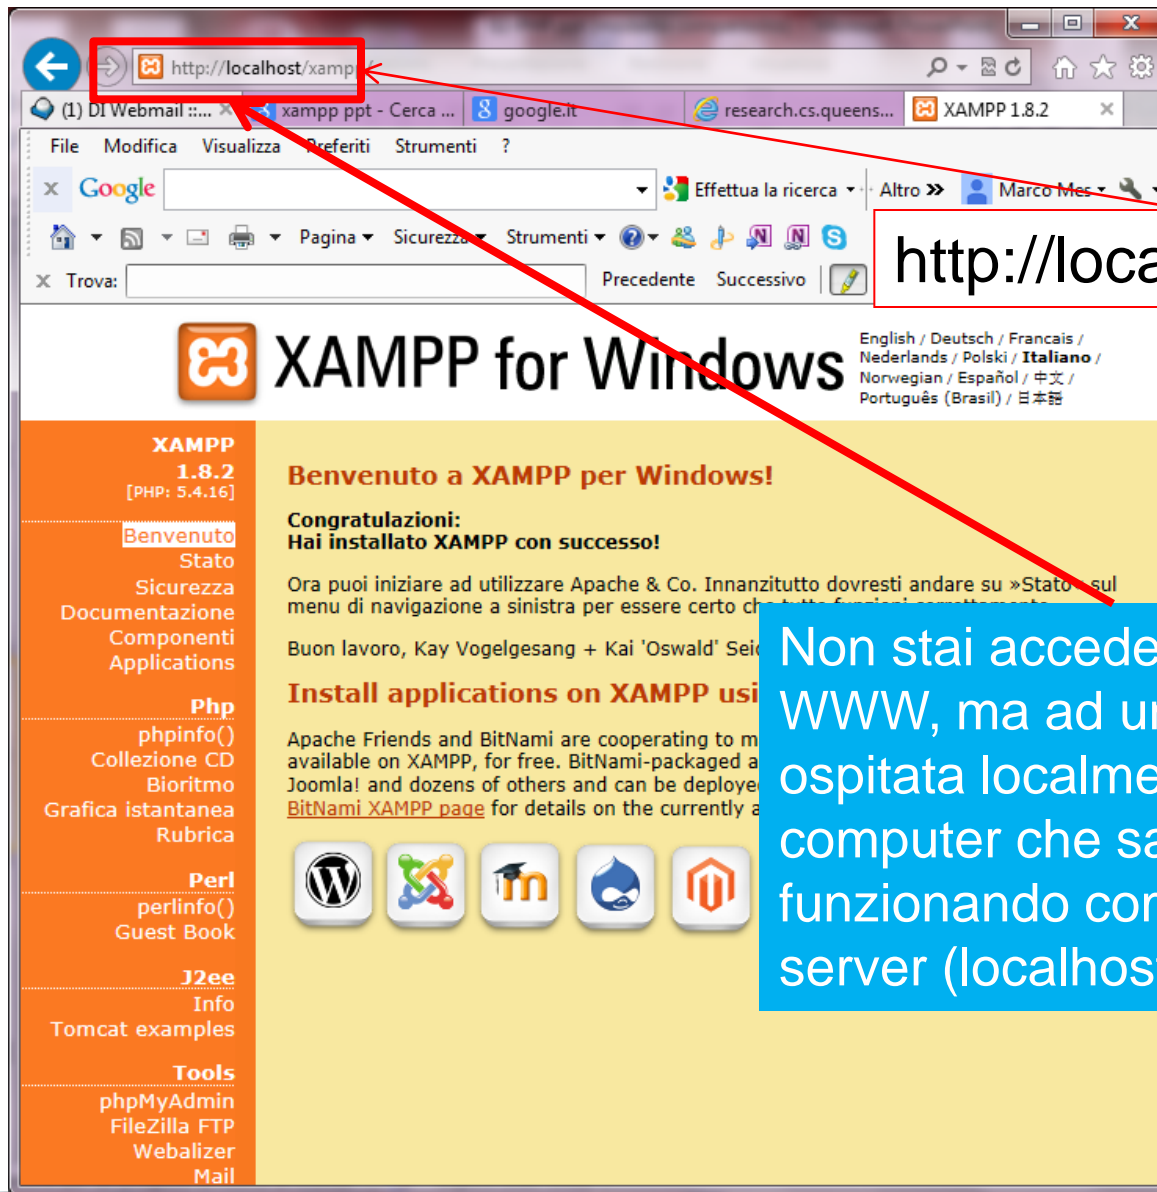 http://localhost/xampp/
(1) DI Webmail ::...
xampp ppt - Cerca ...
google.it
research.cs.queens...
XAMPP 1.8.2
File Modifica Visualizza Preferiti Strumenti ?
x Google
Effettua la ricerca
Altro »
Marco Mes
Pagina Sicurezza Strumenti
x Trova:
Precedente Successivo
http://loca
XAMPP for Windows
English / Deutsch / Francais /
Nederlands / Polski / Italiano /
Norwegian / Español / 中文 /
Português (Brasil) / 日本語
XAMPP
1.8.2
[PHP: 5.4.16]
Benvenuto
Stato
Sicurezza
Documentazione
Componenti
Applications
Php
phpinfo()
Collezione CD
Bioritmo
Grafica istantanea
Rubrica
Perl
perlinfo()
Guest Book
J2ee
Info
Tomcat examples
Tools
phpMyAdmin
FileZilla FTP
Webalizer
Mail
Benvenuto a XAMPP per Windows!
Congratulazioni:
Hai installato XAMPP con successo!
Ora puoi iniziare ad utilizzare Apache & Co. Innanzitutto dovresti andare su »Stato« sul
menu di navigazione a sinistra per essere certo che tutto funzioni correttamente.
Buon lavoro, Kay Vogelgesang + Kai 'Oswald' Sei
Install applications on XAMPP usi
Apache Friends and BitNami are cooperating to m
available on XAMPP, for free. BitNami-packaged a
Joomla! and dozens of others and can be deploye
BitNami XAMPP page for details on the currently a
Non stai accede
WWW, ma ad u
ospitata localme
computer che sa
funzionando co
server (localhos